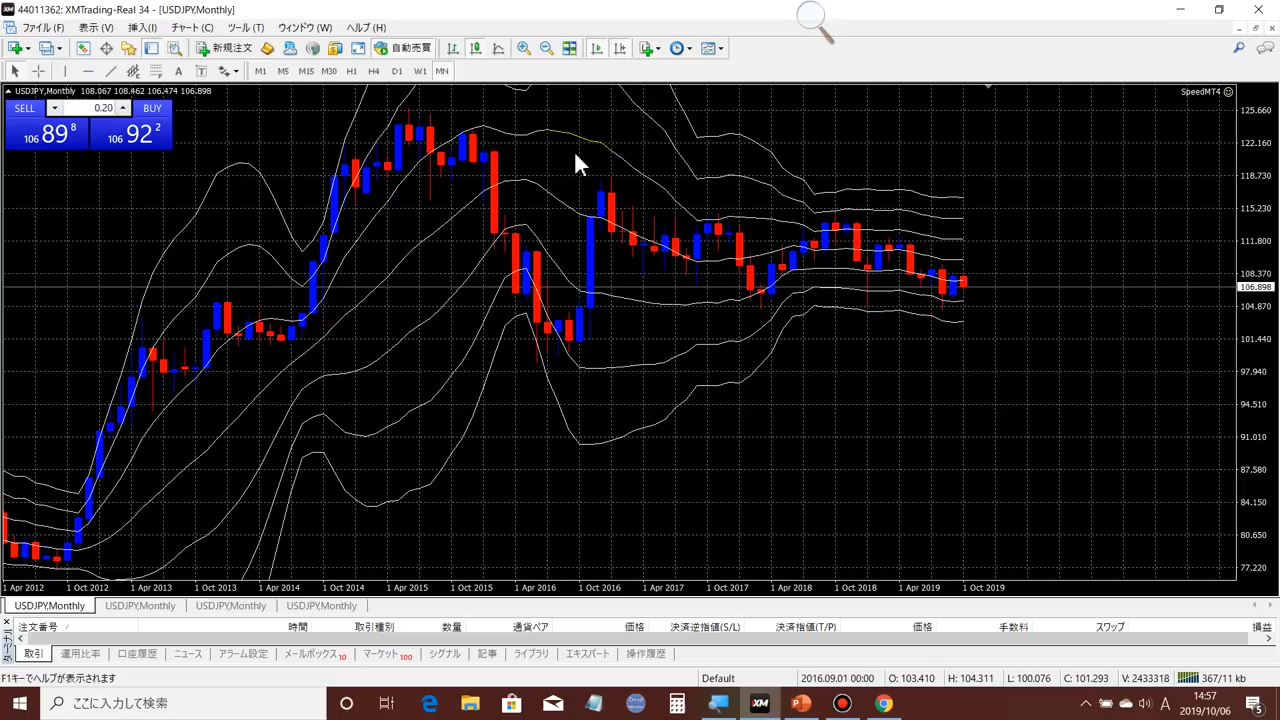 44011362: XMTrading-Real 34 - [USDJPY,Monthly]
ファイル (F) 表示 (V) 挿入(I) チャート (C) ツール (T) ウィンドウ (W) ヘルプ (H)
新規注文 自動売買
A T M1 M5 M15 M30 H1 H4 D1 W1 MN
USDJPY,Monthly 108.067 108.462 106.474 106.898 SpeedMT4
SELL 0.20 BUY
106 89 8 106 92 2
125.660
122.160
118.730
115.230
111.800
108.370
106.898
104.870
101.440
97.940
94.510
91.010
87.580
84.150
80.650
77.220
1 Apr 2012 1 Oct 2012 1 Apr 2013 1 Oct 2013 1 Apr 2014 1 Oct 2014 1 Apr 2015 1 Oct 2015 1 Apr 2016 1 Oct 2016 1 Apr 2017 1 Oct 2017 1 Apr 2018 1 Oct 2018 1 Apr 2019 1 Oct 2019
USDJPY,Monthly USDJPY,Monthly USDJPY,Monthly USDJPY,Monthly
注文番号 時間 取引種別 数量 通貨ペア 価格 決済逆指値(S/L) 決済指値(T/P) 価格 手数料 スワップ 損益
取引 運用比率 口座履歴 ニュース アラーム設定 メールボックス 10 マーケット 100 シグナル 記事 ライブラリ エキスパート 操作履歴
F1キーでヘルプが表示されます Default 2016.09.01 00:00 O: 103.410 H: 104.311 L: 100.076 C: 101.293 V: 2433318 367/11 kb
ここに入力して検索 A 14:57
2019/10/06 5